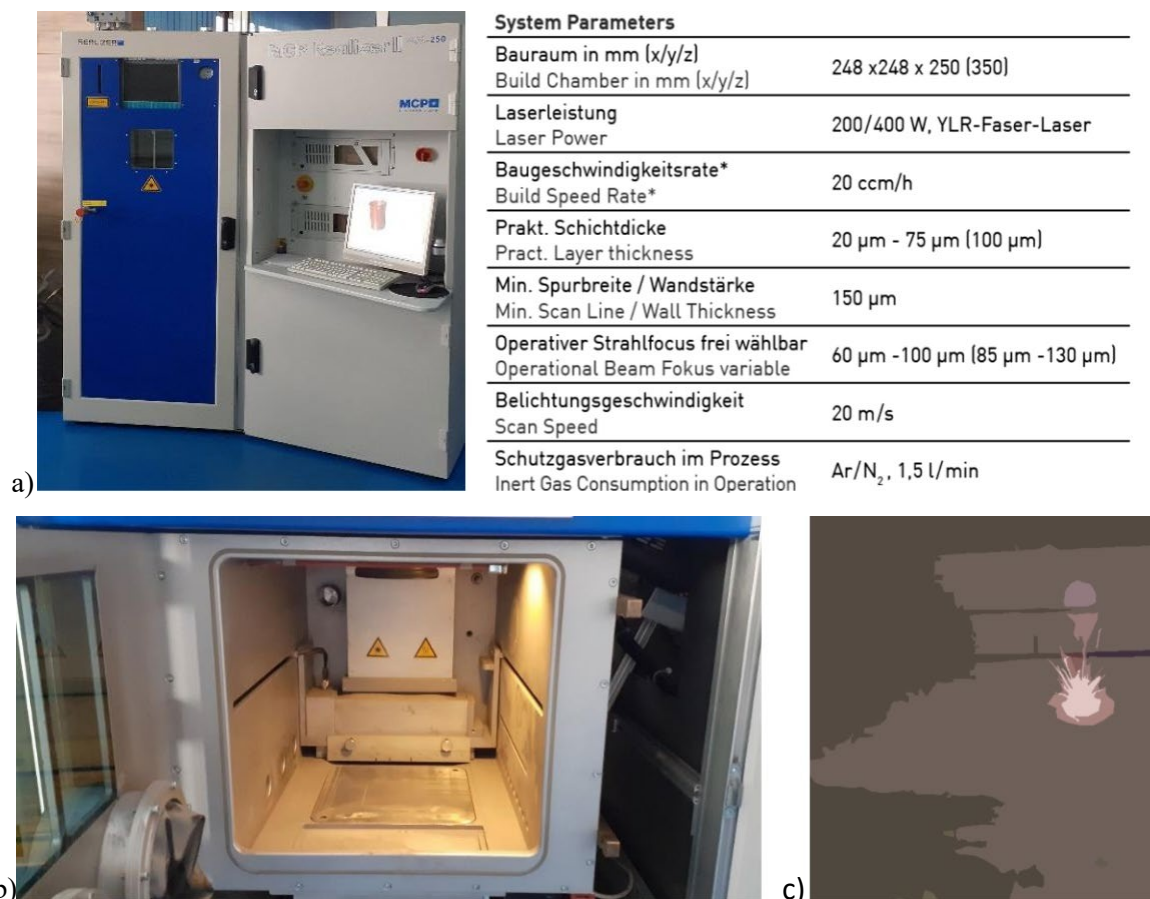 REALIZER
250
MCP
System Parameters
Bauraum in mm (x/y/z)
Build Chamber in mm (x/y/z)
248 x248 x 250 (350)
Laserleistung
Laser Power
200/400 W, YLR-Faser-Laser
Baugeschwindigkeitsrate*
Build Speed Rate*
20 ccm/h
Prakt. Schichtdicke
Pract. Layer thickness
20 µm - 75 µm (100 µm)
Min. Spurbreite / Wandstärke
Min. Scan Line / Wall Thickness
150 µm
Operativer Strahlfocus frei wählbar
Operational Beam Fokus variable
60 µm -100 µm (85 µm -130 µm)
Belichtungsgeschwindigkeit
Scan Speed
20 m/s
Schutzgasverbrauch im Prozess
Inert Gas Consumption in Operation
Ar/N₂, 1,5 l/min
a)
b)
c)